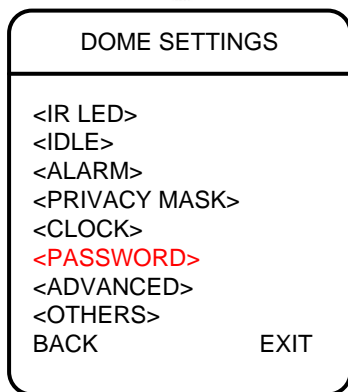 DOME SETTINGS
<IR LED>
<IDLE>
<ALARM>
<PRIVACY MASK>
<CLOCK>
<PASSWORD>
<ADVANCED>
<OTHERS>
BACK EXIT